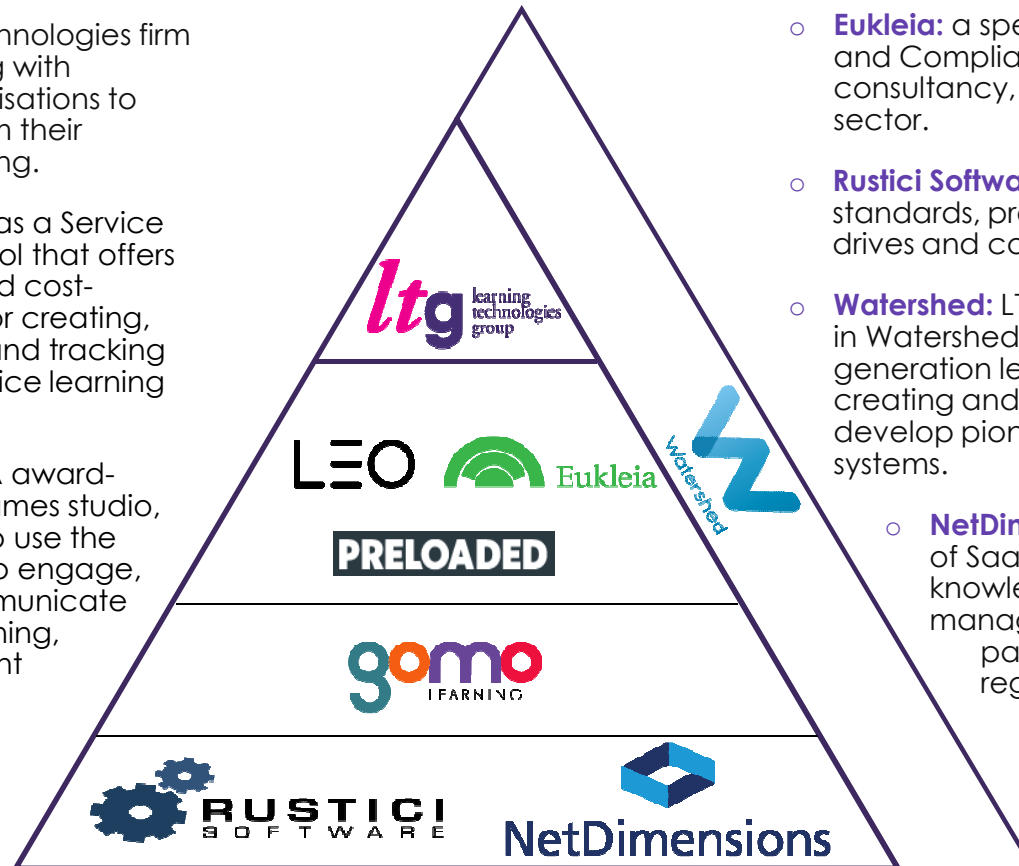 hnologies firm
g with
isations to
n their
ng.
as a Service
ol that offers
d cost-
or creating,
and tracking
ice learning
A award-
ames studio,
o use the
o engage,
municate
ning,
nt
ltg learning
technologies
group
LEO
Eukleia
PRELOADED
Watershed
gomo
LEARNING
RUSTICI
SOFTWARE
NetDimensions
o Eukleia: a spe
and Complia
consultancy,
sector.
o Rustici Softwa
standards, pr
drives and co
o Watershed: LT
in Watershed
generation le
creating and
develop pion
systems.
o NetDim
of Saa
knowle
manag
pa
reg